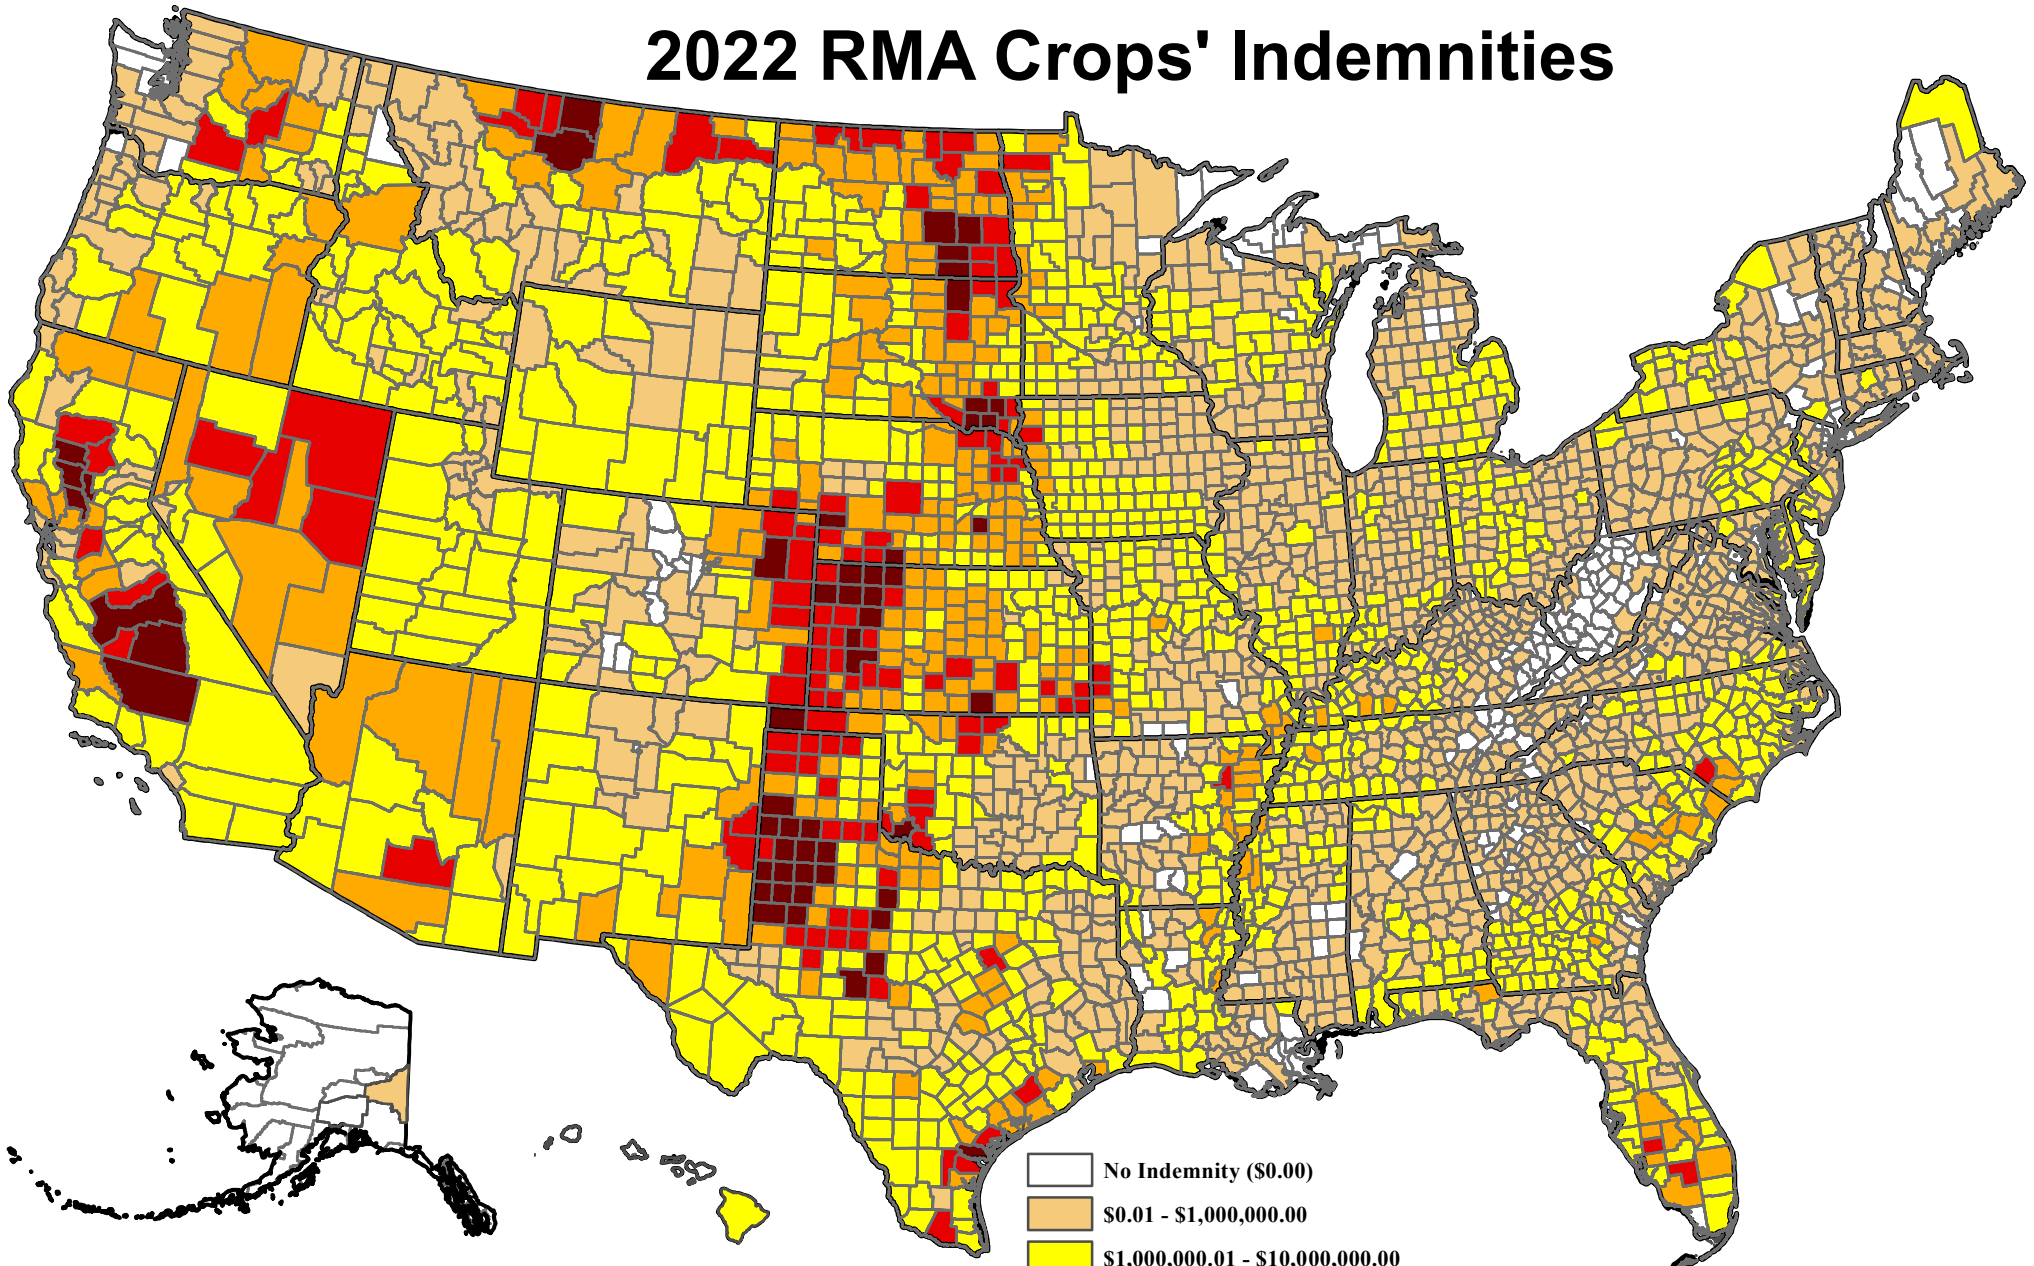 2022 RMA Crops' Indemnities
No Indemnity ($0.00)
$0.01 - $1,000,000.00
$1,000,000.01 - $10,000,000.00